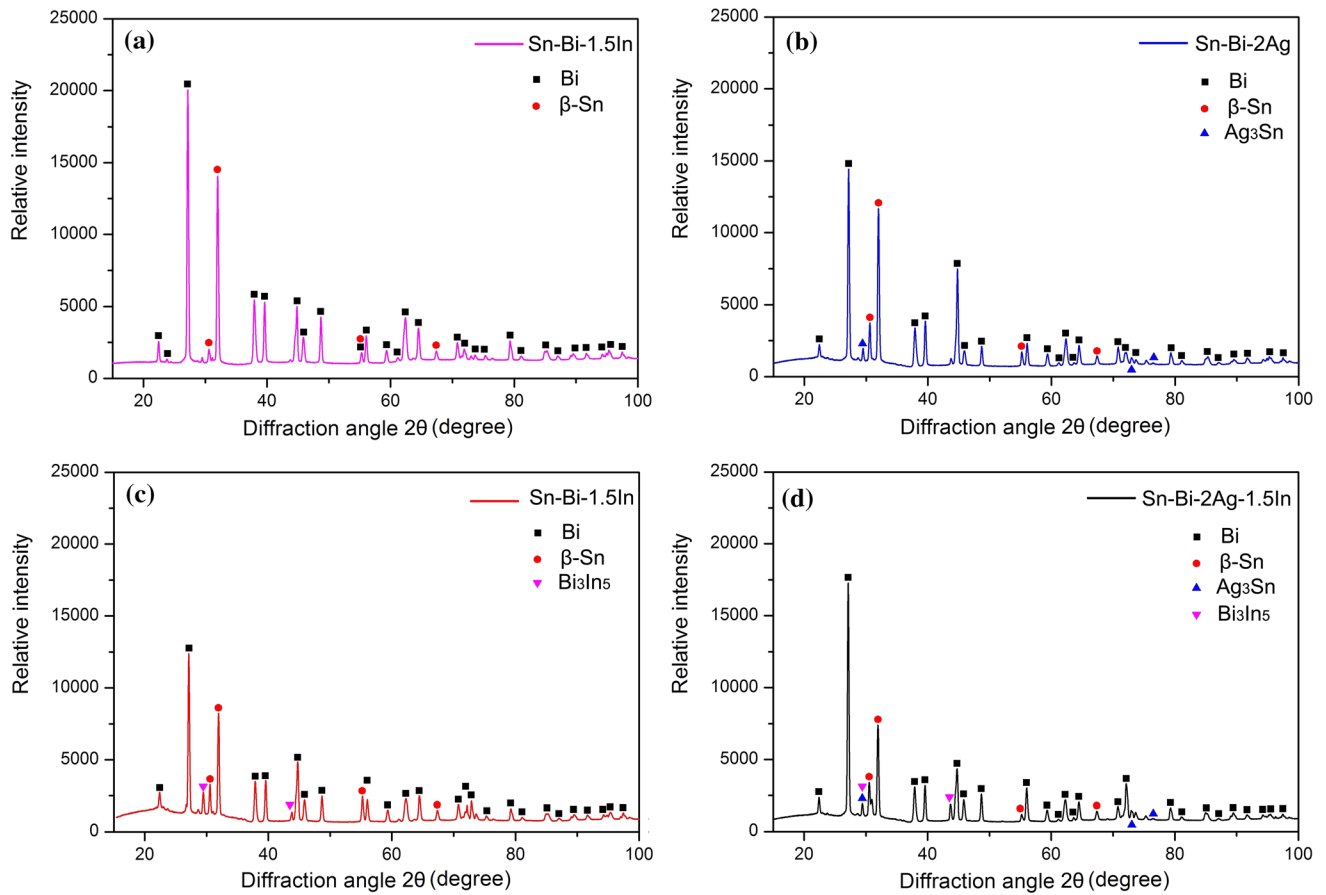 (a)
Sn-Bi-1.5In
Bi
β-Sn
25000
20000
15000
10000
5000
0
Relative intensity
20 40 60 80 100
Diffraction angle 2θ (degree)
(b)
Sn-Bi-2Ag
Bi
β-Sn
Ag3Sn
25000
20000
15000
10000
5000
0
Relative intensity
20 40 60 80 100
Diffraction angle 2θ (degree)
(c)
Sn-Bi-1.5In
Bi
β-Sn
Bi3In5
25000
20000
15000
10000
5000
0
Relative intensity
20 40 60 80 100
Diffraction angle 2θ (degree)
(d)
Sn-Bi-2Ag-1.5In
Bi
β-Sn
Ag3Sn
Bi3In5
25000
20000
15000
10000
5000
0
Relative intensity
20 40 60 80 100
Diffraction angle 2θ (degree)